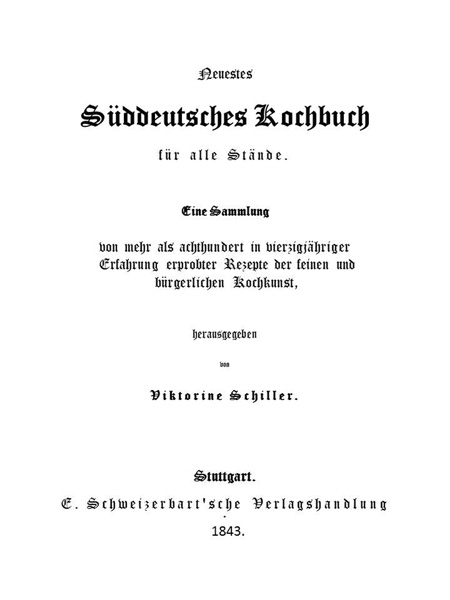 Neuestes
Süddeutsches Kochbuch
für alle Stände.
Eine Sammlung
von mehr als achthundert in vierzigjähriger
Erfahrung erprobter Rezepte der feinen und
bürgerlichen Kochkunst,
herausgegeben
von
Viktorine Schiller.
Stuttgart.
E. Schweizerbart'sche Verlagshandlung
.
1843.